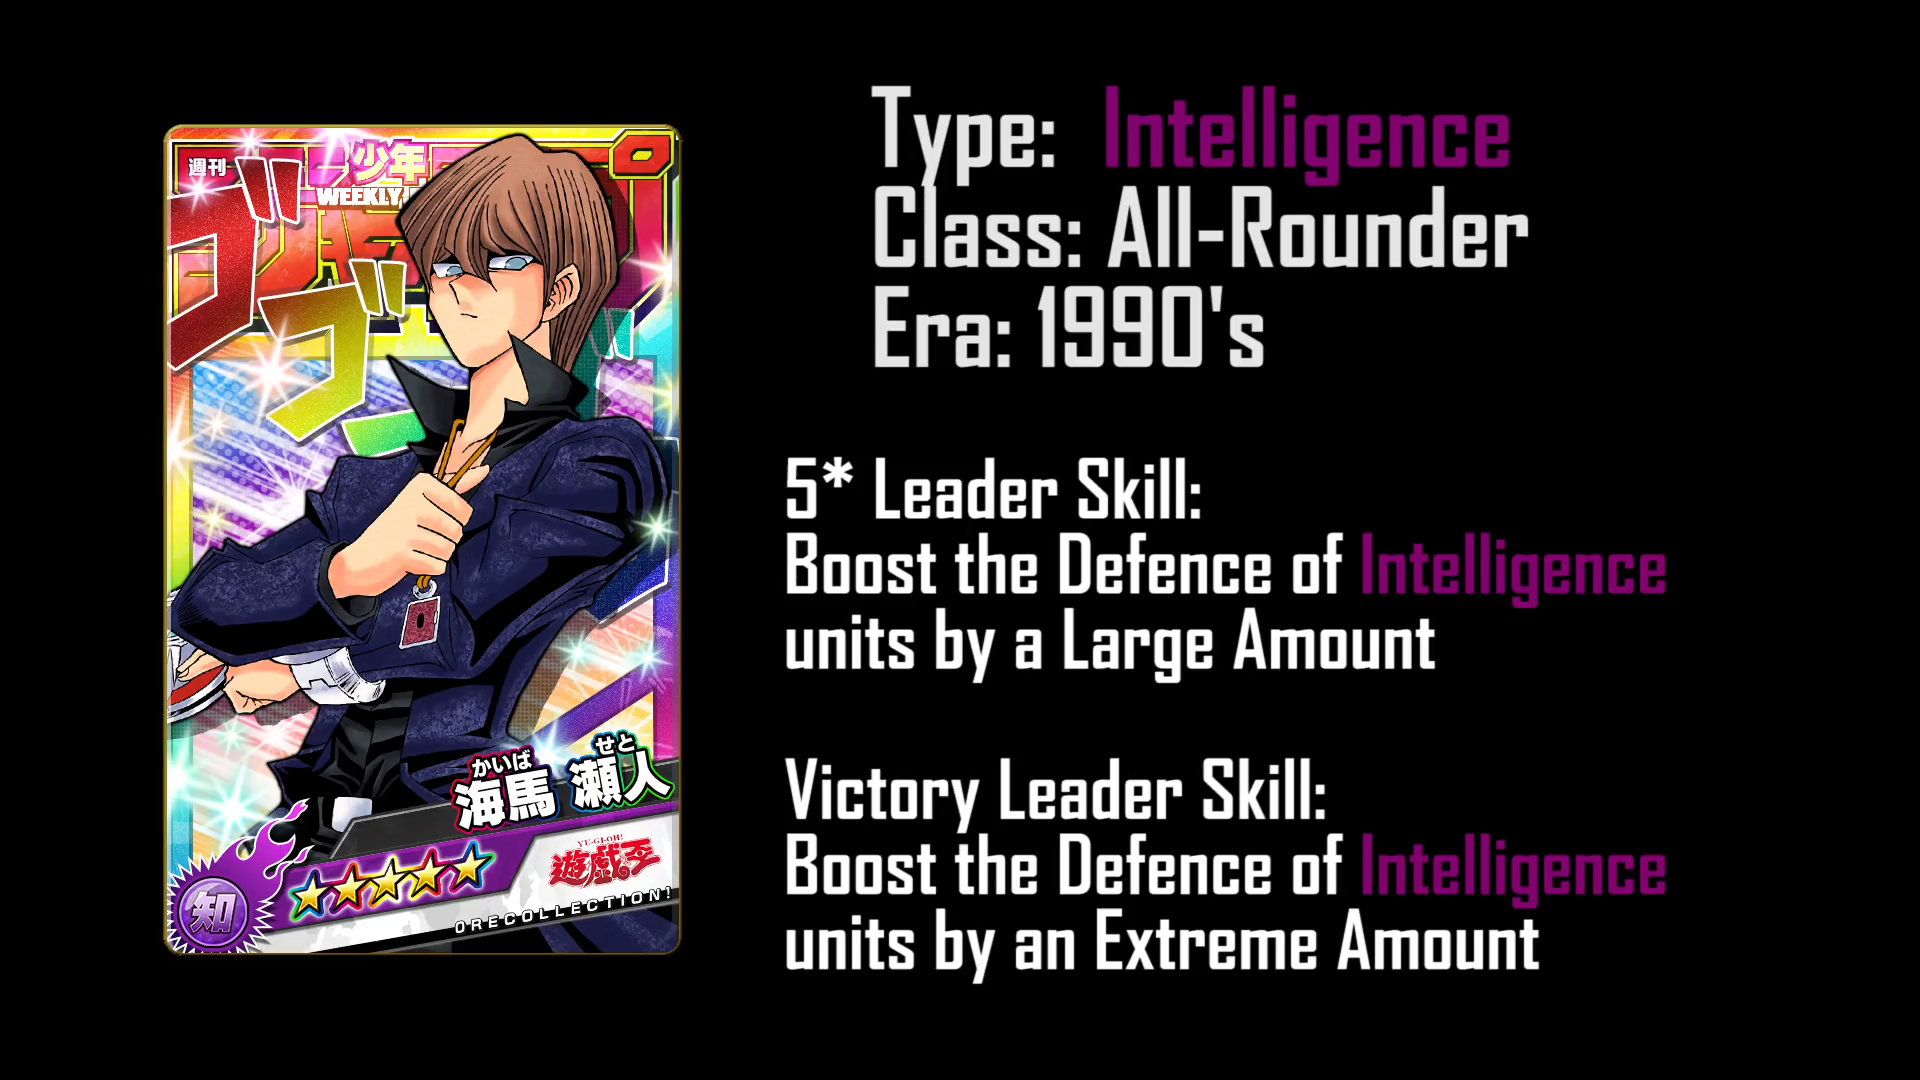 週刊
少年
WEEKLY
ゴゴゴ
かいば せと
海馬 瀬人
知
YU-GI-OH!
遊戯王
ORECOLLECTION!
Type: Intelligence
Class: All-Rounder
Era: 1990's
5* Leader Skill:
Boost the Defence of Intelligence
units by a Large Amount
Victory Leader Skill:
Boost the Defence of Intelligence
units by an Extreme Amount